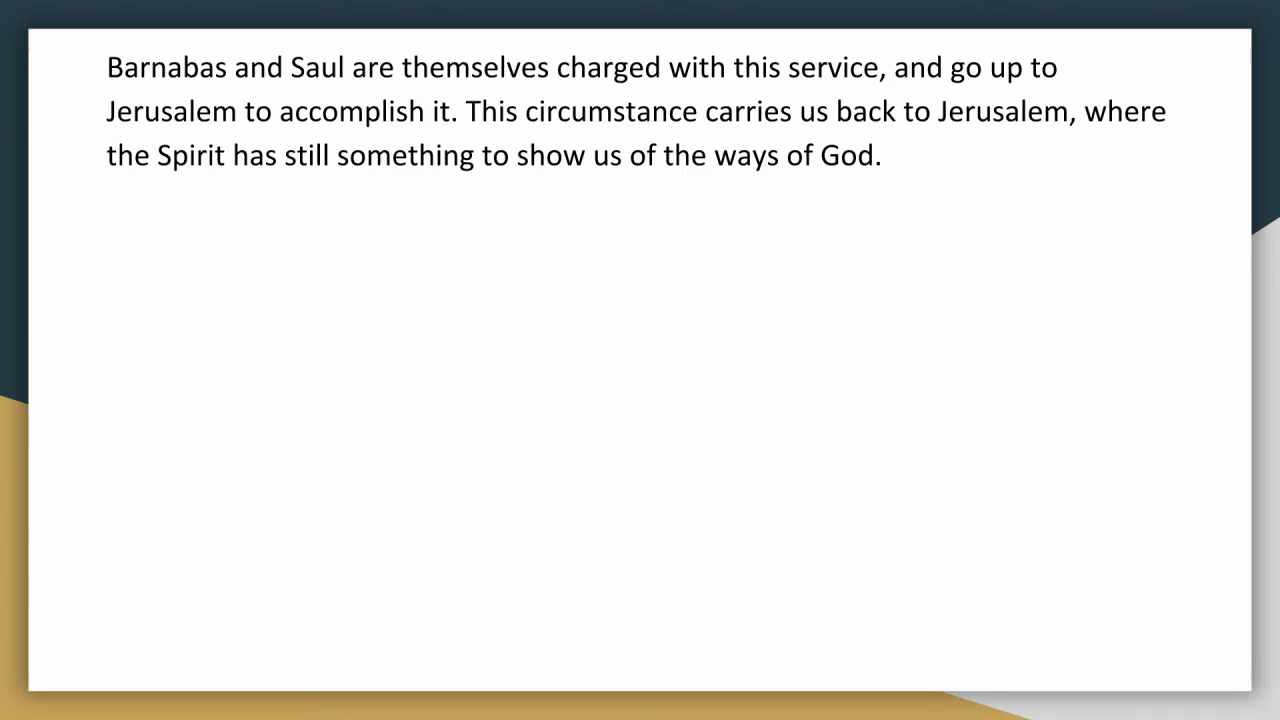 Barnabas and Saul are themselves charged with this service, and go up to
Jerusalem to accomplish it. This circumstance carries us back to Jerusalem, where
the Spirit has still something to show us of the ways of God.